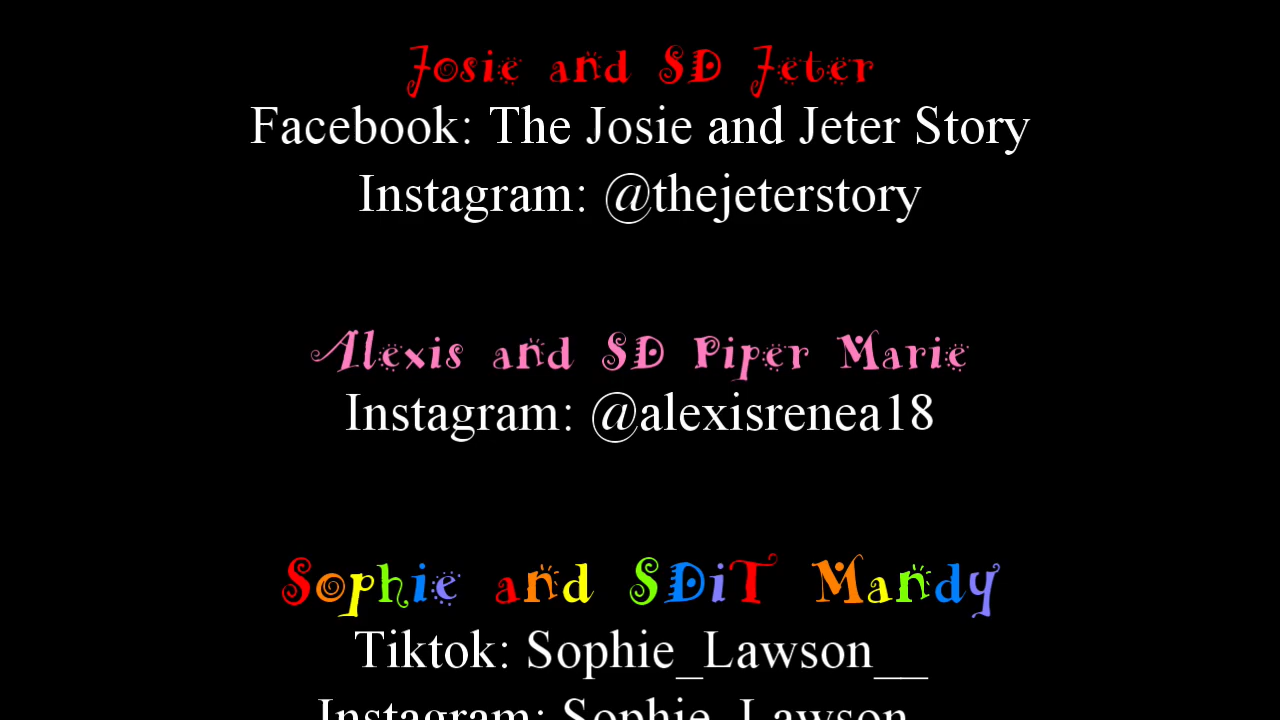 Josie and SD Jeter
Facebook: The Josie and Jeter Story
Instagram: @thejeterstory
Alexis and SD Piper Marie
Instagram: @alexisrenea18
Sophie and SDiT Mandy
Tiktok: Sophie_Lawson__
Instagram: Sophie_Lawson